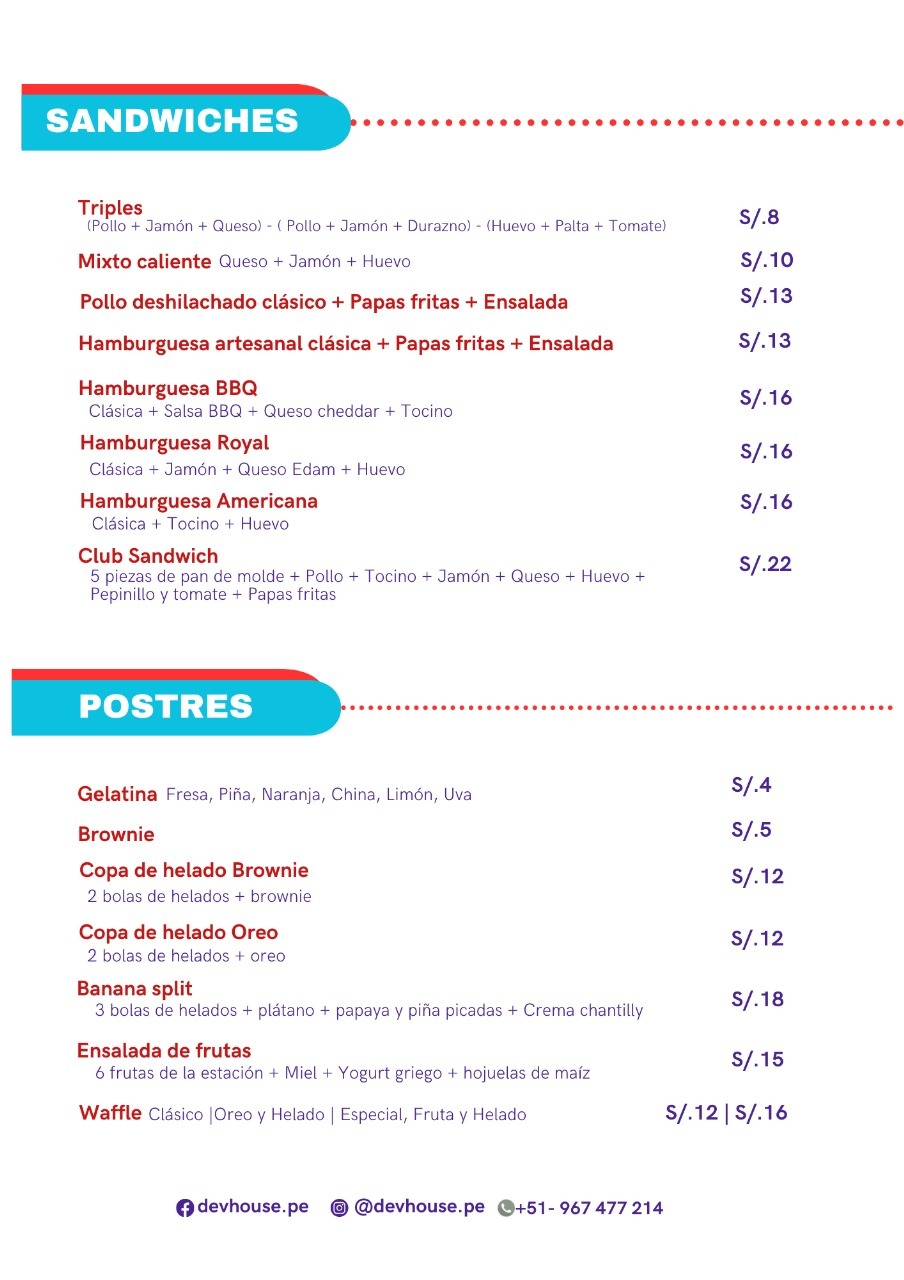 SANDWICHES
Triples S/.8
(Pollo + Jamón + Queso) - ( Pollo + Jamón + Durazno) - (Huevo + Palta + Tomate)
Mixto caliente Queso + Jamón + Huevo S/.10
Pollo deshilachado clásico + Papas fritas + Ensalada S/.13
Hamburguesa artesanal clásica + Papas fritas + Ensalada S/.13
Hamburguesa BBQ S/.16
Clásica + Salsa BBQ + Queso cheddar + Tocino
Hamburguesa Royal S/.16
Clásica + Jamón + Queso Edam + Huevo
Hamburguesa Americana S/.16
Clásica + Tocino + Huevo
Club Sandwich S/.22
5 piezas de pan de molde + Pollo + Tocino + Jamón + Queso + Huevo +
Pepinillo y tomate + Papas fritas
POSTRES
Gelatina Fresa, Piña, Naranja, China, Limón, Uva S/.4
Brownie S/.5
Copa de helado Brownie S/.12
2 bolas de helados + brownie
Copa de helado Oreo S/.12
2 bolas de helados + oreo
Banana split S/.18
3 bolas de helados + plátano + papaya y piña picadas + Crema chantilly
Ensalada de frutas S/.15
6 frutas de la estación + Miel + Yogurt griego + hojuelas de maíz
Waffle Clásico |Oreo y Helado | Especial, Fruta y Helado S/.12 | S/.16
devhouse.pe @devhouse.pe +51- 967 477 214